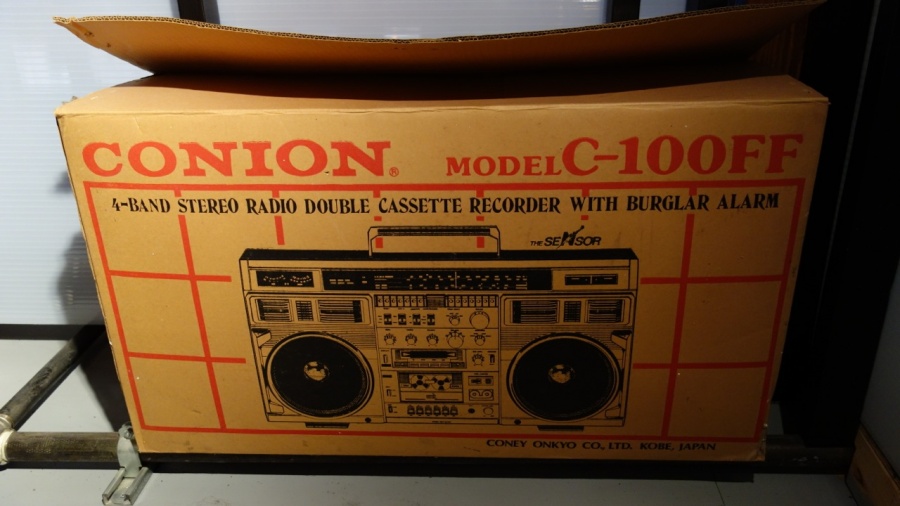 CONION® MODEL C-100FF
4-BAND STEREO RADIO DOUBLE CASSETTE RECORDER WITH BURGLAR ALARM
THE SENSOR
CONEY ONKYO CO., LTD. KOBE, JAPAN